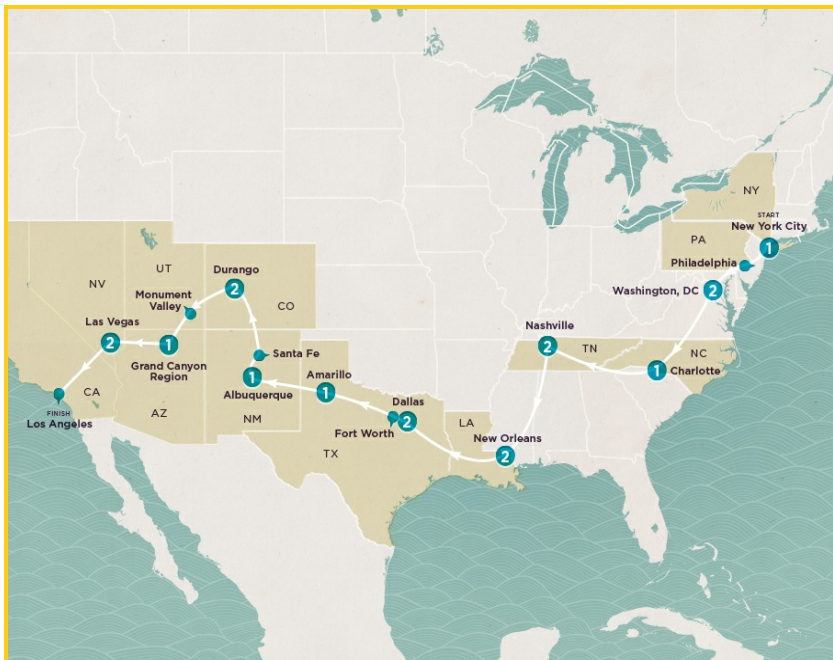 NY
START
New York City
1
PA
Philadelphia
Washington, DC
2
UT
Durango
2
NV
CO
Monument
Valley
Las Vegas
2
1
Grand Canyon
Region
Nashville
2
TN
NC
1
Charlotte
Santa Fe
1
Albuquerque
Amarillo
1
CA
FINISH
Los Angeles
AZ
NM
Dallas
2
Fort Worth
LA
New Orleans
2
TX